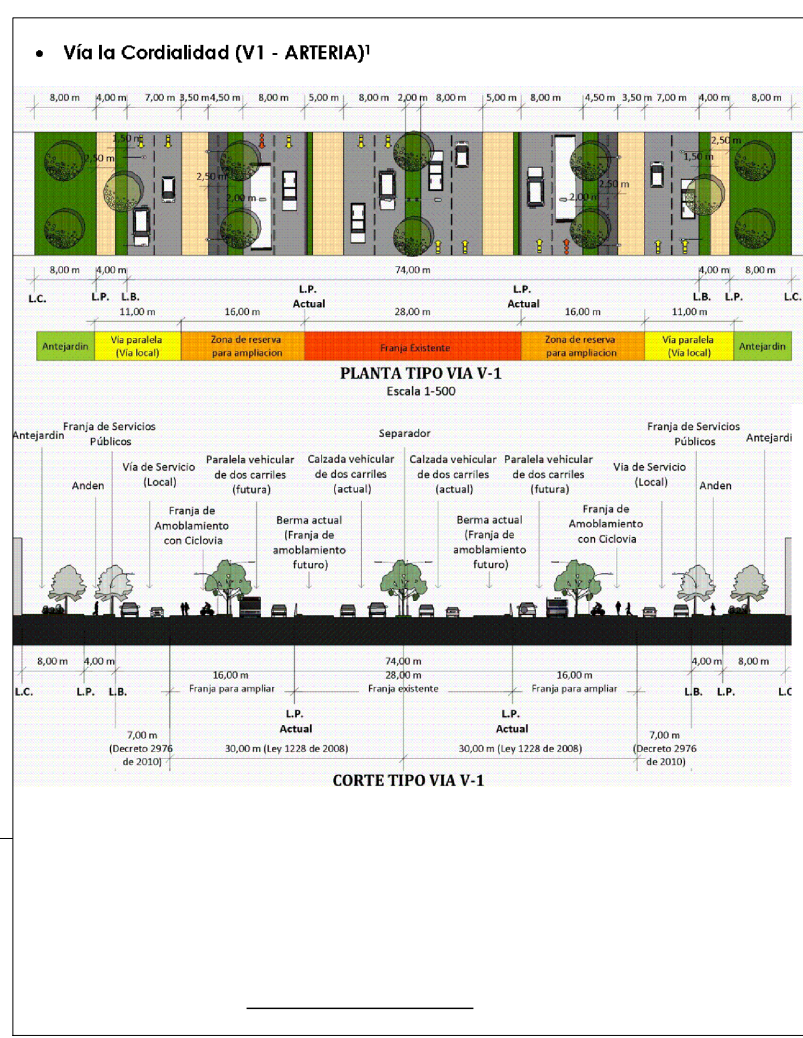 • Vía la Cordialidad (V1 - ARTERIA)¹
8,00 m 4,00 m 7,00 m 3,50 m 4,50 m 8,00 m 5,00 m 8,00 m 2,00 m 8,00 m 5,00 m 8,00 m 4,50 m 3,50 m 7,00 m 4,00 m 8,00 m
1,50 m 2,50 m
2,50 m 1,50 m
2,50 m 2,50 m
2,00 m 2,00 m
8,00 m 4,00 m 74,00 m 4,00 m 8,00 m
L.C. L.P. L.B. L.P. Actual L.P. Actual L.B. L.P. L.C.
11,00 m 16,00 m 28,00 m 16,00 m 11,00 m
Antejardin Via paralela (Vía local) Zona de reserva para ampliacion Franja Existente Zona de reserva para ampliacion Via paralela (Vía local) Antejardin
PLANTA TIPO VIA V-1
Escala 1-500
Antejardin
Franja de Servicios Públicos
Separador
Franja de Servicios Públicos
Antejardi
Anden
Vía de Servicio (Local)
Paralela vehicular de dos carriles (futura)
Calzada vehicular de dos carriles (actual)
Calzada vehicular de dos carriles (actual)
Paralela vehicular de dos carriles (futura)
Vía de Servicio (Local)
Anden
Franja de Amoblamiento con Ciclovia
Berma actual (Franja de amoblamiento futuro)
Berma actual (Franja de amoblamiento futuro)
Franja de Amoblamiento con Ciclovia
8,00 m 4,00 m 74,00 m 4,00 m 8,00 m
16,00 m 28,00 m 16,00 m
Franja para ampliar Franja existente Franja para ampliar
L.C. L.P. L.B. L.B. L.P. L.C
L.P. Actual L.P. Actual
7,00 m (Decreto 2976 de 2010)
30,00 m (Ley 1228 de 2008) 30,00 m (Ley 1228 de 2008)
7,00 m (Decreto 2976 de 2010)
CORTE TIPO VIA V-1